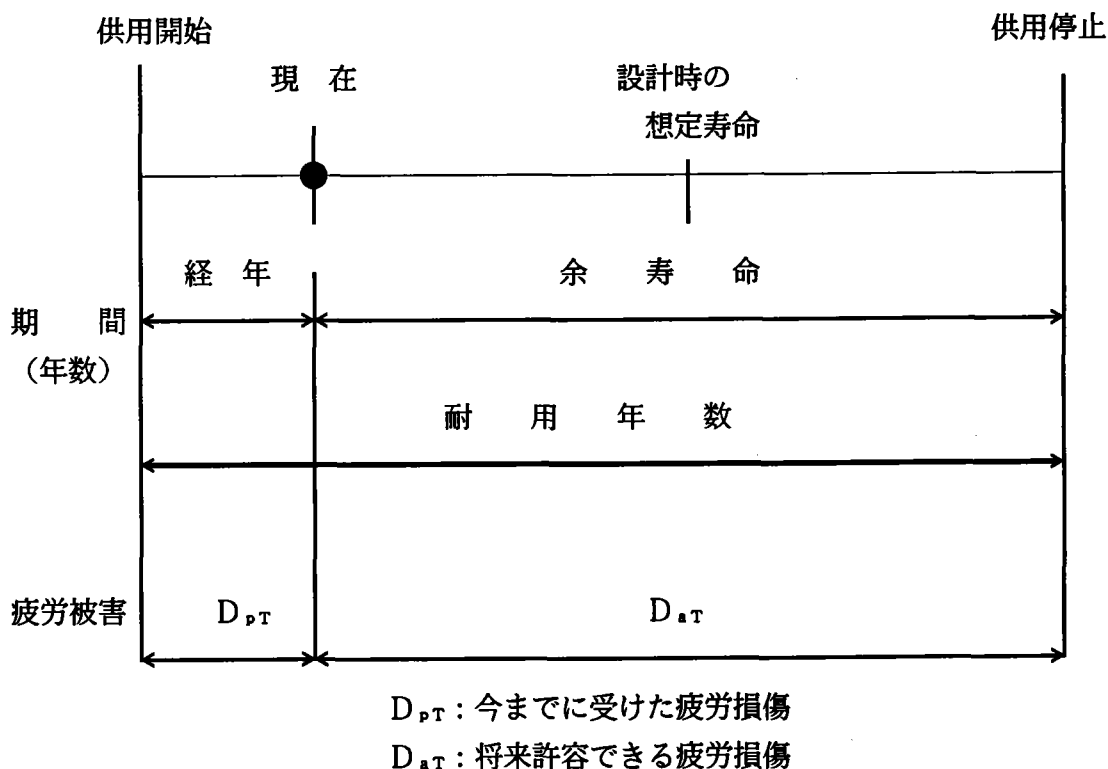 供用開始
供用停止
現　在
設計時の
想定寿命
経　年
余　寿　命
期　　間
（年数）
耐　用　年　数
疲労被害
DpT
DaT
DpT：今までに受けた疲労損傷
DaT：将来許容できる疲労損傷